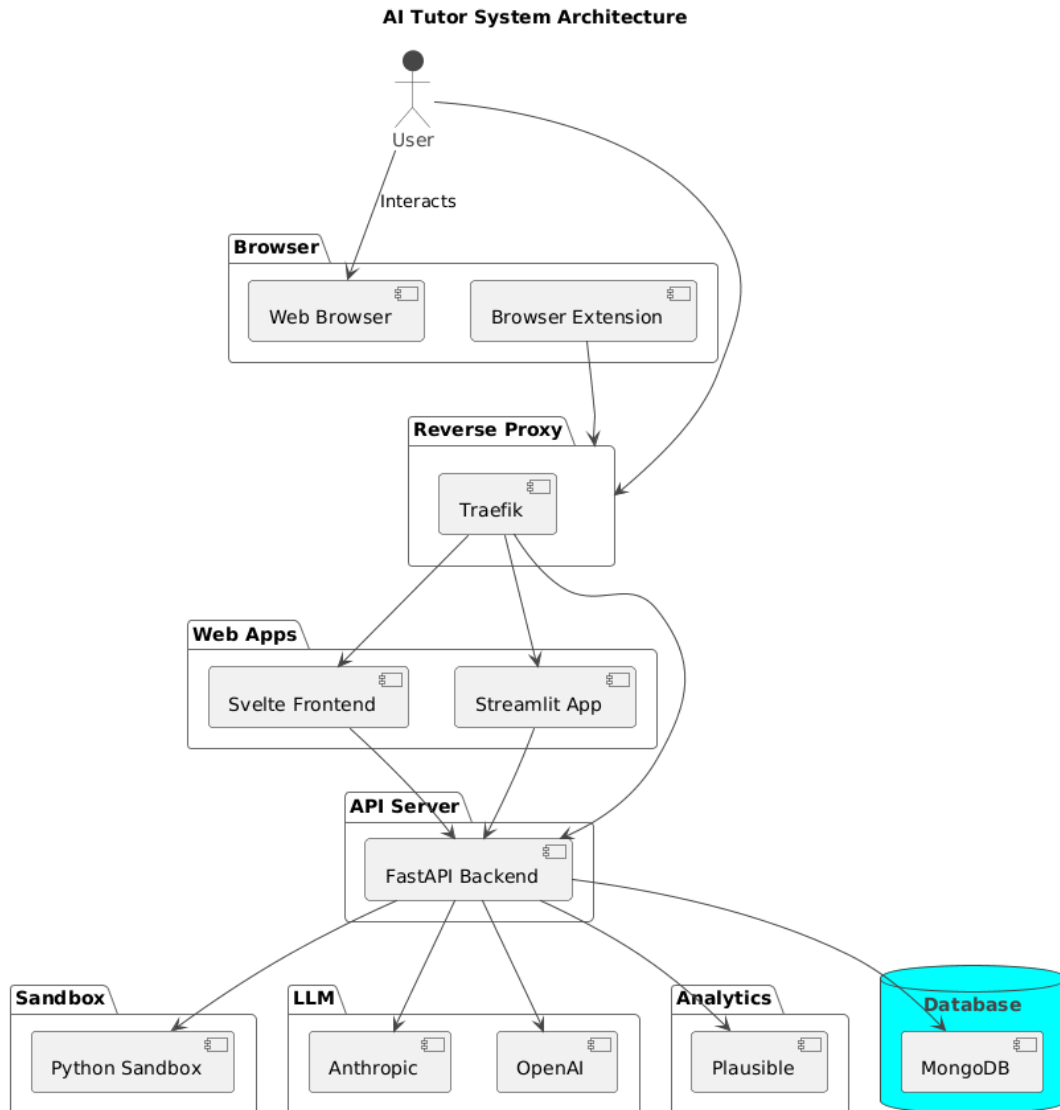 AI Tutor System Architecture
User
Interacts
Browser
Web Browser
Browser Extension
Reverse Proxy
Traefik
Web Apps
Svelte Frontend
Streamlit App
API Server
FastAPI Backend
Sandbox
LLM
Analytics
Database
Python Sandbox
Anthropic
OpenAI
Plausible
MongoDB